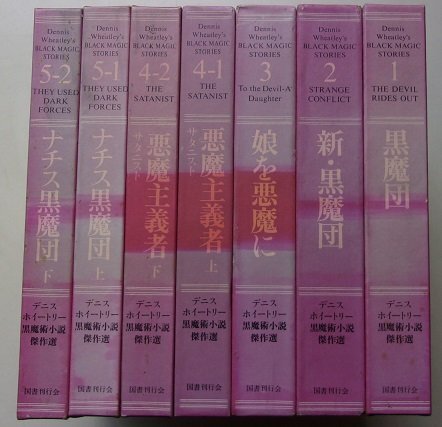 Dennis
Wheatley's
BLACK MAGIC
STORIES
5-2
THEY USED
DARK
FORCES
ナチス黒魔団 下
デニス
ホイートリー
黒魔術小説
傑作選
国書刊行会
Dennis
Wheatley's
BLACK MAGIC
STORIES
5-1
THEY USED
DARK
FORCES
ナチス黒魔団 上
デニス
ホイートリー
黒魔術小説
傑作選
国書刊行会
Dennis
Wheatley's
BLACK MAGIC
STORIES
4-2
THE
SATANIST
悪魔主義者 下
サタニスト
デニス
ホイートリー
黒魔術小説
傑作選
国書刊行会
Dennis
Wheatley's
BLACK MAGIC
STORIES
4-1
THE
SATANIST
悪魔主義者 上
サタニスト
デニス
ホイートリー
黒魔術小説
傑作選
国書刊行会
Dennis
Wheatley's
BLACK MAGIC
STORIES
3
To the Devil-A
Daughter
娘を悪魔に
デニス
ホイートリー
黒魔術小説
傑作選
国書刊行会
Dennis
Wheatley's
BLACK MAGIC
STORIES
2
STRANGE
CONFLICT
新・黒魔団
デニス
ホイートリー
黒魔術小説
傑作選
国書刊行会
Dennis
Wheatley's
BLACK MAGIC
STORIES
1
THE DEVIL
RIDES OUT
黒魔団
デニス
ホイートリー
黒魔術小説
傑作選
国書刊行会